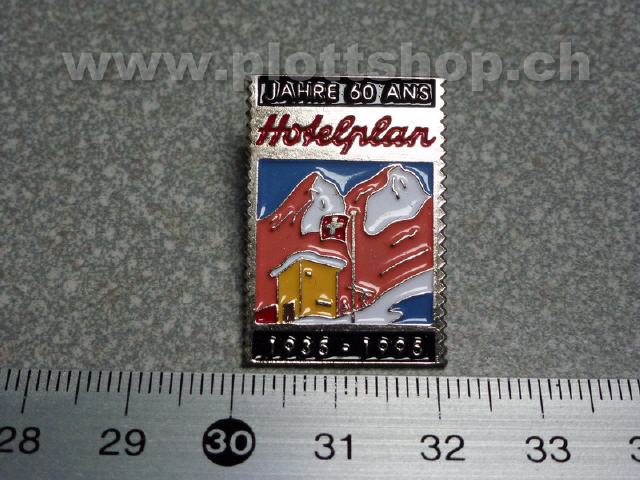 www.plottshop.ch
JAHRE 60 ANS
Hotelplan
1935 · 1995
28 29 30 31 32 33